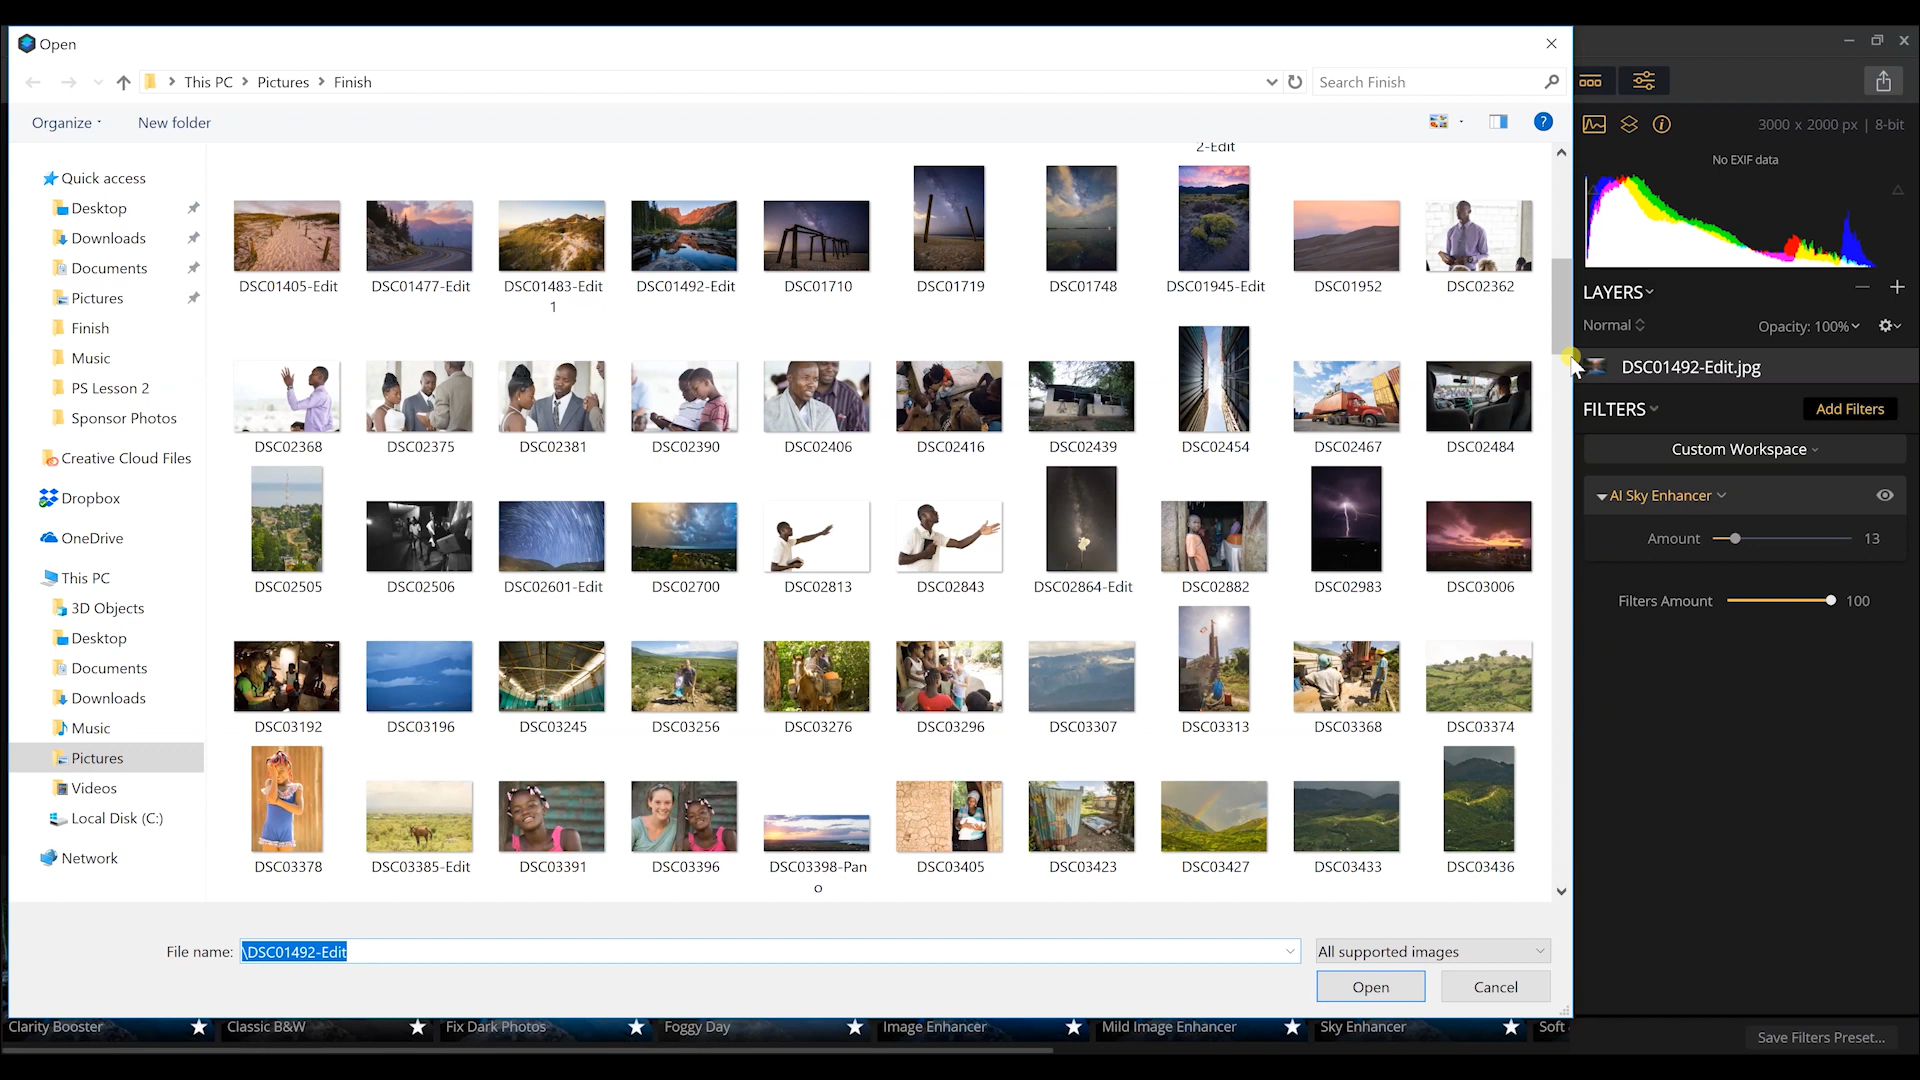 Open
This PC > Pictures > Finish
Search Finish
Organize
New folder
?
3000 x 2000 px | 8-bit
No EXIF data
Quick access
Desktop
Downloads
Documents
Pictures
Finish
Music
PS Lesson 2
Sponsor Photos
Creative Cloud Files
Dropbox
OneDrive
This PC
3D Objects
Desktop
Documents
Downloads
Music
Pictures
Videos
Local Disk (C:)
Network
2-Edit
DSC01405-Edit
DSC01477-Edit
DSC01483-Edit
1
DSC01492-Edit
DSC01710
DSC01719
DSC01748
DSC01945-Edit
DSC01952
DSC02362
DSC02368
DSC02375
DSC02381
DSC02390
DSC02406
DSC02416
DSC02439
DSC02454
DSC02467
DSC02484
DSC02505
DSC02506
DSC02601-Edit
DSC02700
DSC02813
DSC02843
DSC02864-Edit
DSC02882
DSC02983
DSC03006
DSC03192
DSC03196
DSC03245
DSC03256
DSC03276
DSC03296
DSC03307
DSC03313
DSC03368
DSC03374
DSC03378
DSC03385-Edit
DSC03391
DSC03396
DSC03398-Pan
o
DSC03405
DSC03423
DSC03427
DSC03433
DSC03436
File name:
\DSC01492-Edit
All supported images
Open
Cancel
LAYERS
Normal
Opacity: 100%
DSC01492-Edit.jpg
FILTERS
Add Filters
Custom Workspace
AI Sky Enhancer
Amount
13
Filters Amount
100
Clarity Booster
Classic B&W
Fix Dark Photos
Foggy Day
Image Enhancer
Mild Image Enhancer
Sky Enhancer
Soft
Save Filters Preset...